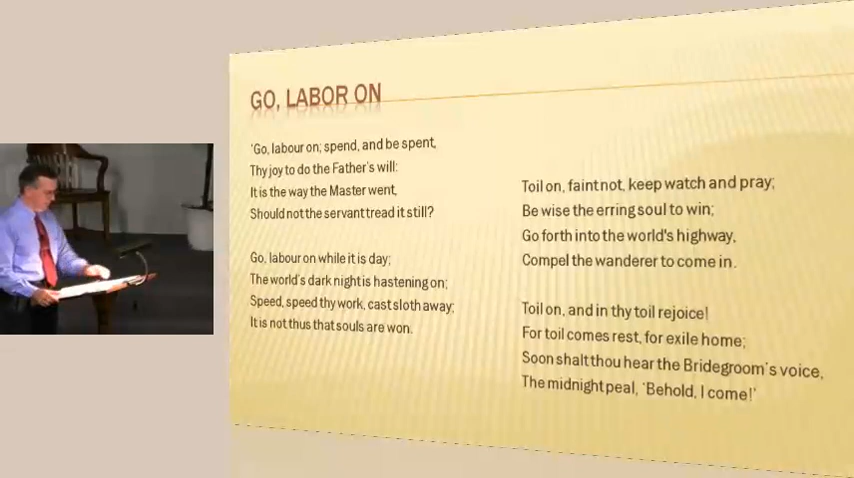 GO, LABOR ON
'Go, labour on; spend, and be spent,
Thy joy to do the Father's will:
It is the way the Master went,
Should not the servant tread it still?
Go, labour on while it is day;
The world's dark night is hastening on;
Speed, speed thy work, cast sloth away;
It is not thus that souls are won.
Toil on, faint not, keep watch and pray;
Be wise the erring soul to win;
Go forth into the world's highway,
Compel the wanderer to come in.
Toil on, and in thy toil rejoice!
For toil comes rest, for exile home;
Soon shalt thou hear the Bridegroom's voice,
The midnight peal, 'Behold, I come!'